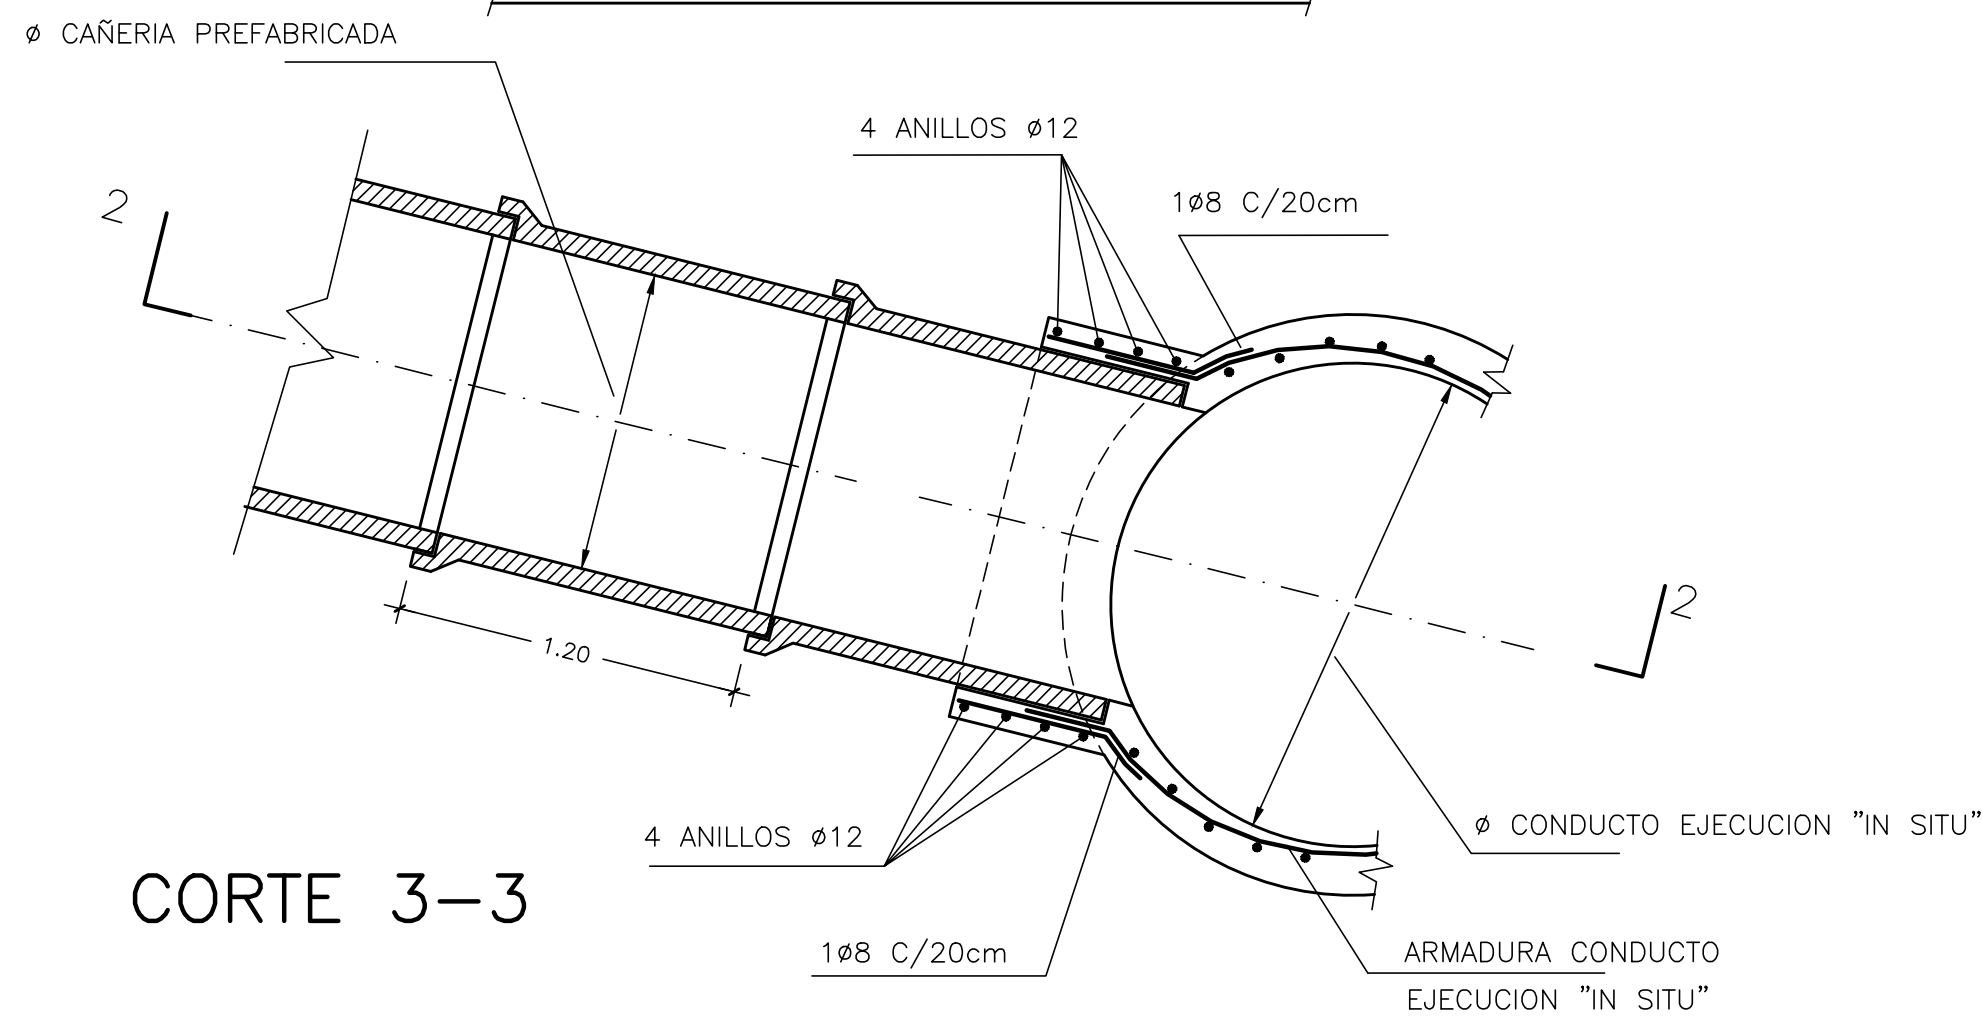 ø CAÑERIA PREFABRICADA
4 ANILLOS ø12
1ø8 C/20cm
2
2
1.20
4 ANILLOS ø12
ø CONDUCTO EJECUCION "IN SITU"
CORTE 3-3
1ø8 C/20cm
ARMADURA CONDUCTO
EJECUCION "IN SITU"